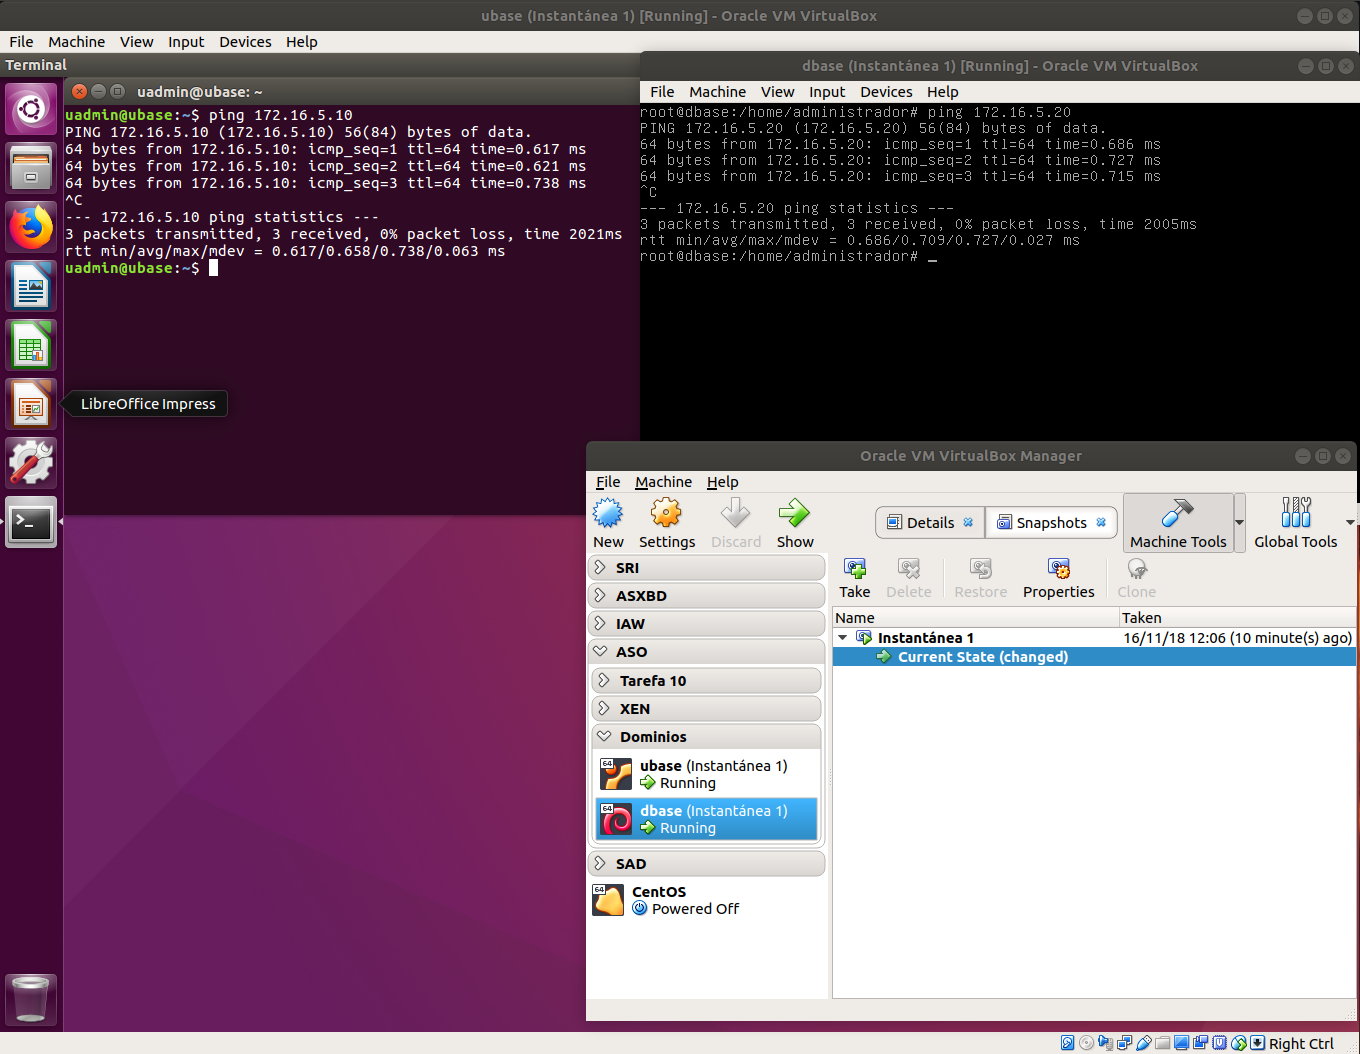 ubase (Instantánea 1) [Running] - Oracle VM VirtualBox
File Machine View Input Devices Help
Terminal
uadmin@ubase: ~
uadmin@ubase:~$ ping 172.16.5.10
PING 172.16.5.10 (172.16.5.10) 56(84) bytes of data.
64 bytes from 172.16.5.10: icmp_seq=1 ttl=64 time=0.617 ms
64 bytes from 172.16.5.10: icmp_seq=2 ttl=64 time=0.621 ms
64 bytes from 172.16.5.10: icmp_seq=3 ttl=64 time=0.738 ms
^C
--- 172.16.5.10 ping statistics ---
3 packets transmitted, 3 received, 0% packet loss, time 2021ms
rtt min/avg/max/mdev = 0.617/0.658/0.738/0.063 ms
uadmin@ubase:~$
LibreOffice Impress
dbase (Instantánea 1) [Running] - Oracle VM VirtualBox
File Machine View Input Devices Help
root@dbase:/home/administrador# ping 172.16.5.20
PING 172.16.5.20 (172.16.5.20) 56(84) bytes of data.
64 bytes from 172.16.5.20: icmp_seq=1 ttl=64 time=0.686 ms
64 bytes from 172.16.5.20: icmp_seq=2 ttl=64 time=0.727 ms
64 bytes from 172.16.5.20: icmp_seq=3 ttl=64 time=0.715 ms
^C
--- 172.16.5.20 ping statistics ---
3 packets transmitted, 3 received, 0% packet loss, time 2005ms
rtt min/avg/max/mdev = 0.686/0.709/0.727/0.027 ms
root@dbase:/home/administrador# _
Oracle VM VirtualBox Manager
File Machine Help
New Settings Discard Show
Details Snapshots Machine Tools Global Tools
SRI
ASXBD
IAW
ASO
Tarefa 10
XEN
Dominios
64 ubase (Instantánea 1)
Running
64 dbase (Instantánea 1)
Running
SAD
64 CentOS
Powered Off
Take Delete Restore Properties Clone
Name Taken
Instantánea 1 16/11/18 12:06 (10 minute(s) ago)
Current State (changed)
Right Ctrl